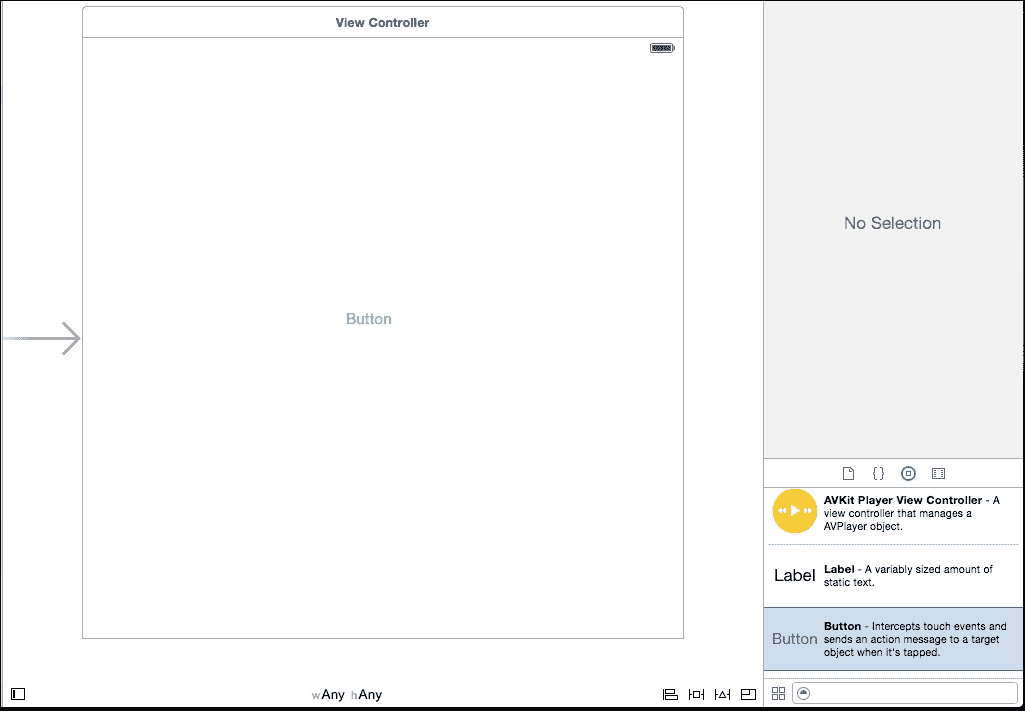 View Controller
Button
No Selection
{ }
AVKit Player View Controller - A
view controller that manages a
AVPlayer object.
Label
Label - A variably sized amount of
static text.
Button
Button - Intercepts touch events and
sends an action message to a target
object when it's tapped.
wAny hAny